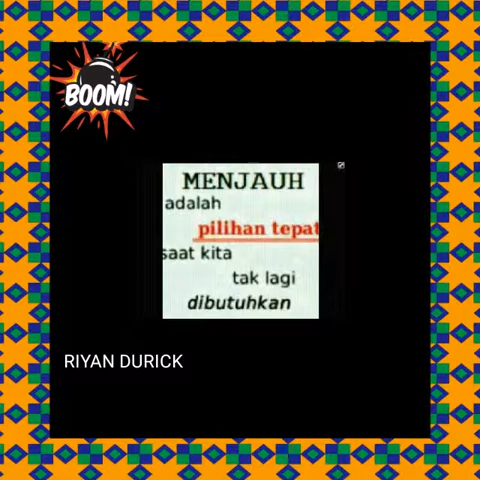 BOOM!
MENJAUH
adalah
pilihan tepat
saat kita
tak lagi
dibutuhkan
RIYAN DURICK